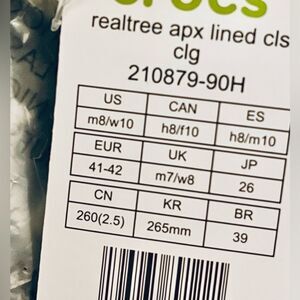 crocs
realtree apx lined cls
clg
210879-90H
US CAN ES
m8/w10 h8/f10 h8/m10
EUR UK JP
41-42 m7/w8 26
CN KR BR
260(2.5) 265mm 39